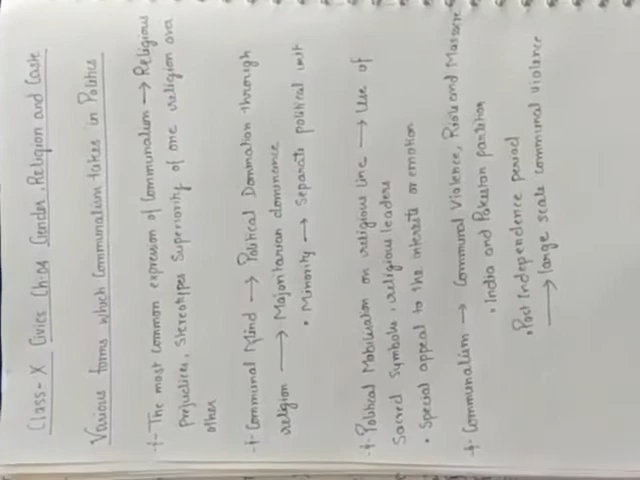 Class-X Civics Ch:04 Gender, Religion and Caste
Various forms which Communalism takes in Politics
-|- The most common expression of Communalism → Religious
Prejudices, Stereotypes Superiority of one religion ova
other
-|- Communal Mind → Political Domination through
religion → Majoritarian dominance
• Minority → Separate political unit
-|- Political Mobilisation on religious line → Use of
Sacred Symbols, religious leaders
• Special appeal to the interests or emotion
-|- Communalism → Communal Violence, Riots and Massacre
• India and Pakistan partition
• Post Independence period
→ large scale communal violence